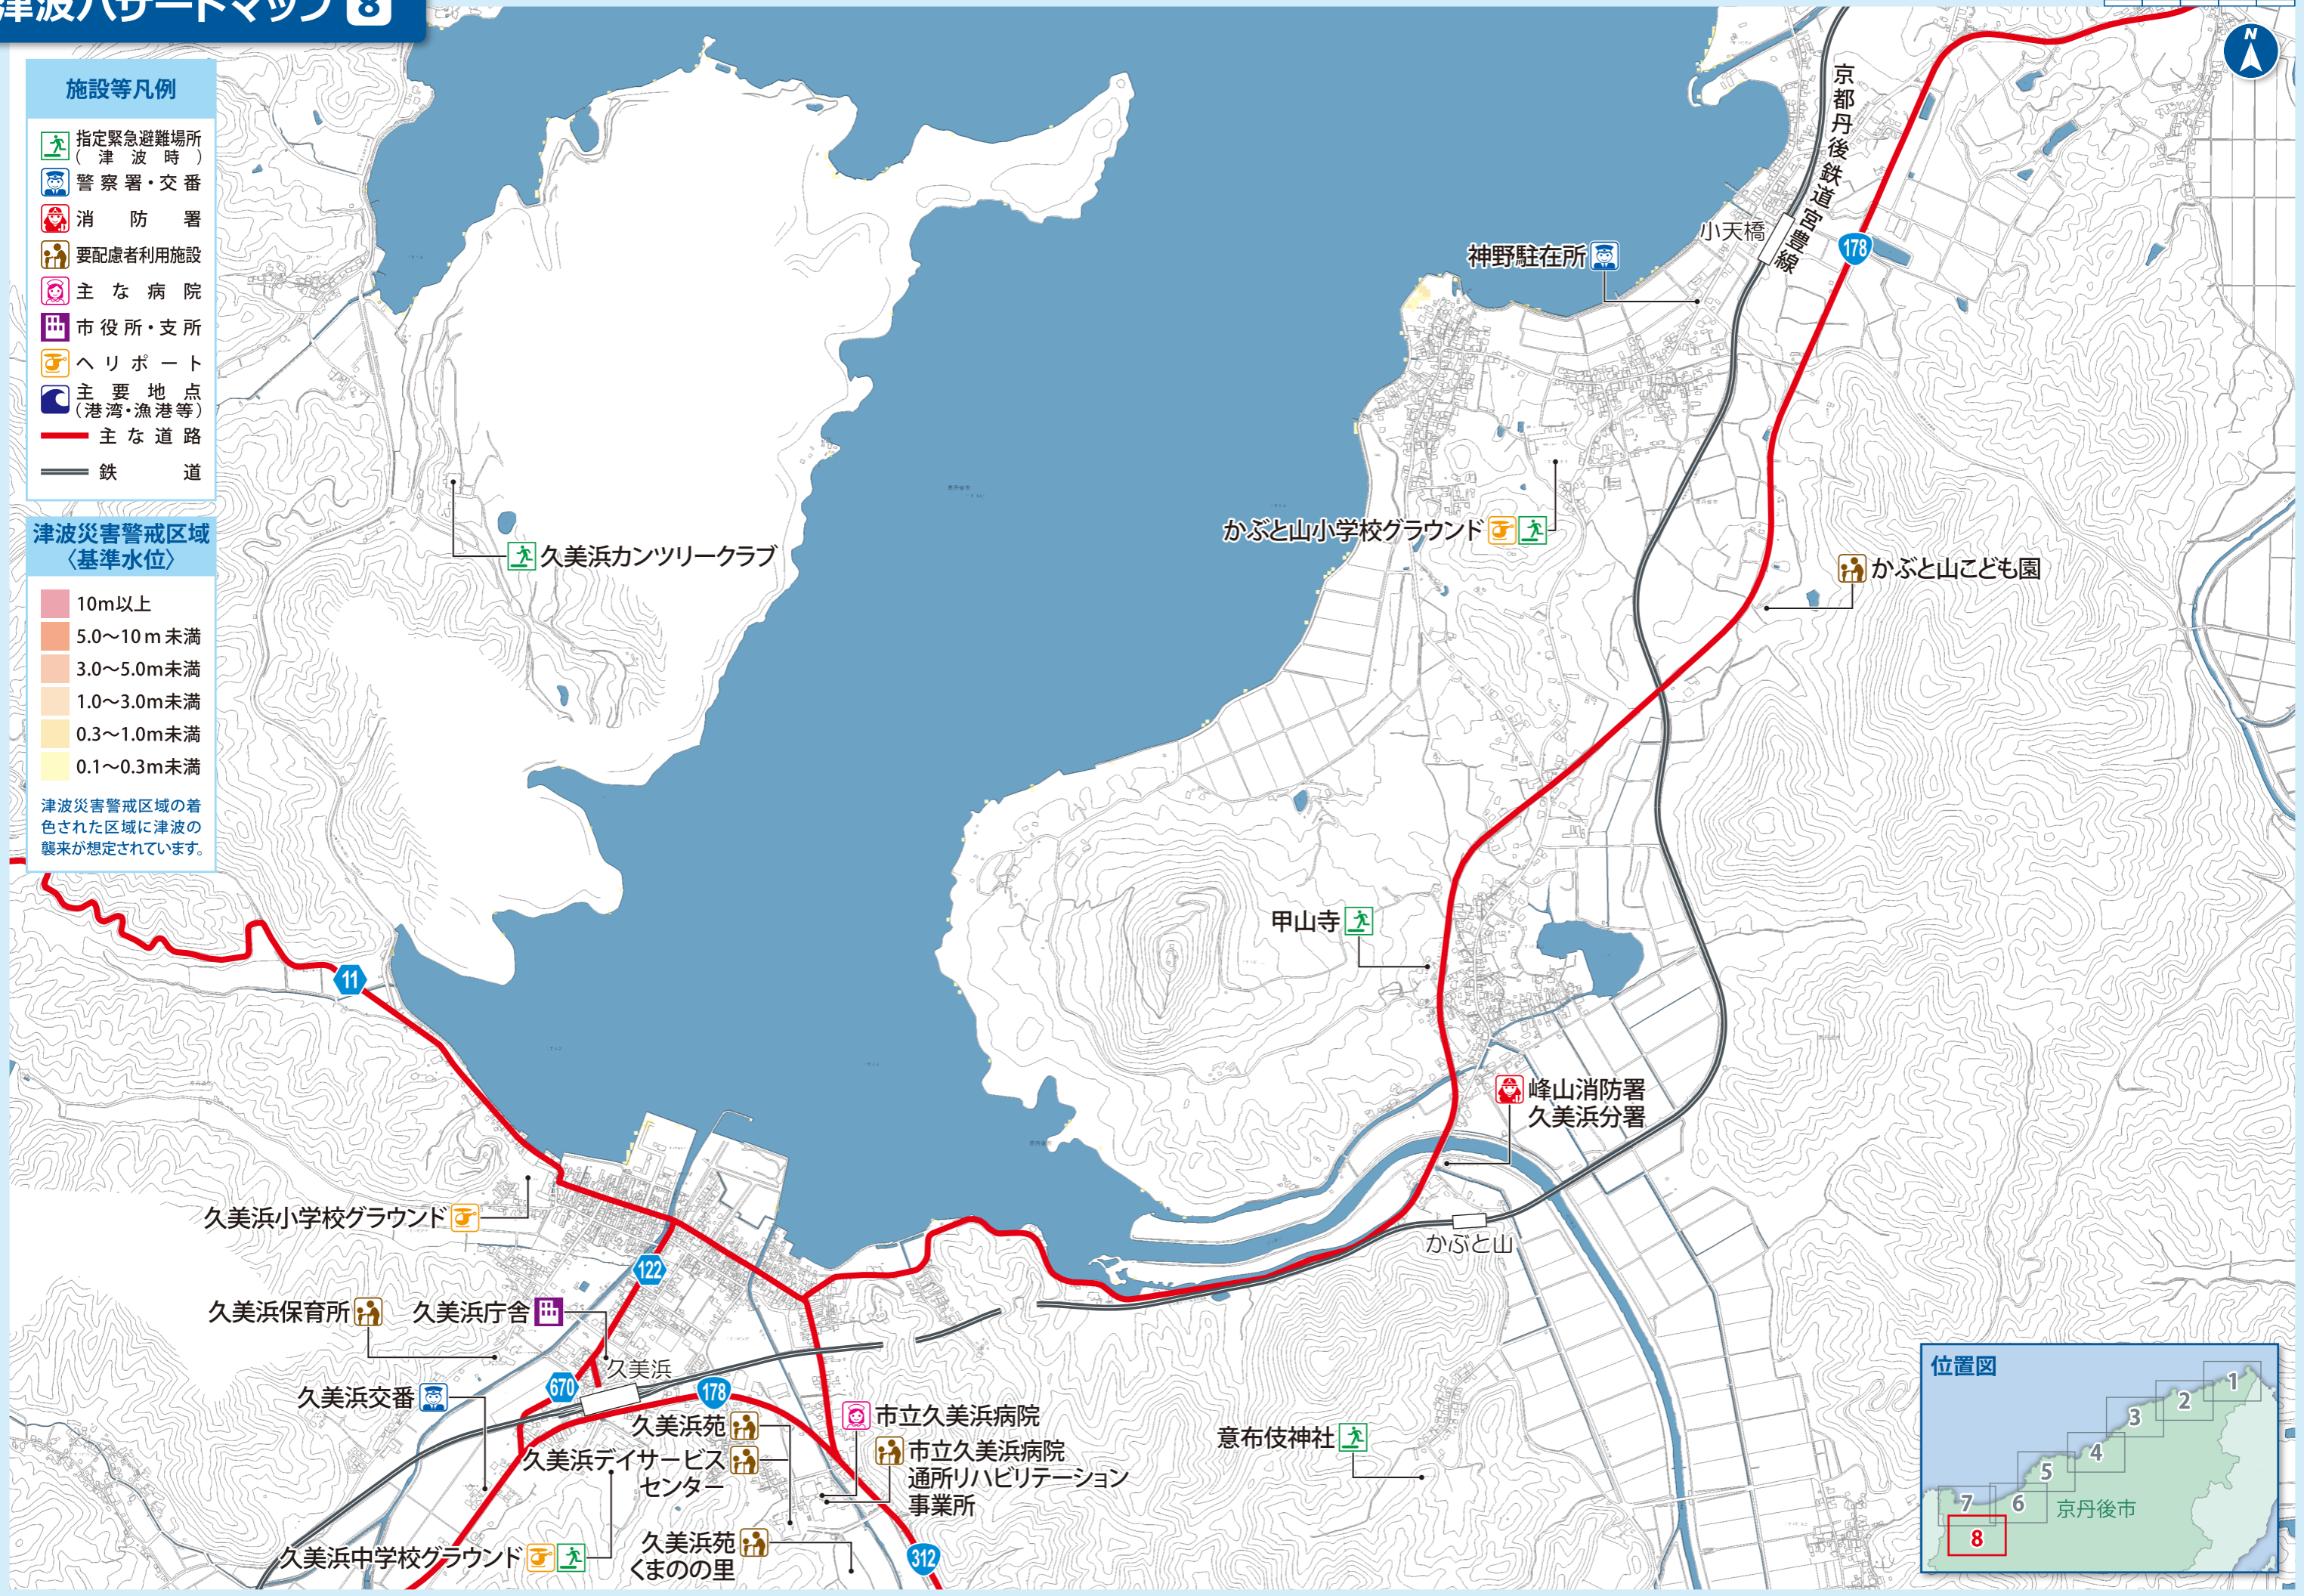 津波ハザードマップ 8
施設等凡例
指定緊急避難場所
(津波時)
警察署・交番
消防署
要配慮者利用施設
主な病院
市役所・支所
ヘリポート
主要地点
(港湾・漁港等)
主な道路
鉄道
津波災害警戒区域
〈基準水位〉
10m以上
5.0〜10m未満
3.0〜5.0m未満
1.0〜3.0m未満
0.3〜1.0m未満
0.1〜0.3m未満
津波災害警戒区域の着
色された区域に津波の
襲来が想定されています。
N
京都丹後鉄道宮豊線
小天橋
178
神野駐在所
かぶと山小学校グラウンド
久美浜カンツリークラブ
かぶと山こども園
甲山寺
11
峰山消防署
久美浜分署
かぶと山
久美浜小学校グラウンド
122
久美浜保育所
久美浜庁舎
久美浜
670
178
久美浜交番
久美浜苑
久美浜デイサービス
センター
市立久美浜病院
市立久美浜病院
通所リハビリテーション
事業所
意布伎神社
久美浜中学校グラウンド
久美浜苑
くまのの里
312
位置図
1
2
3
4
5
6
7
8
京丹後市